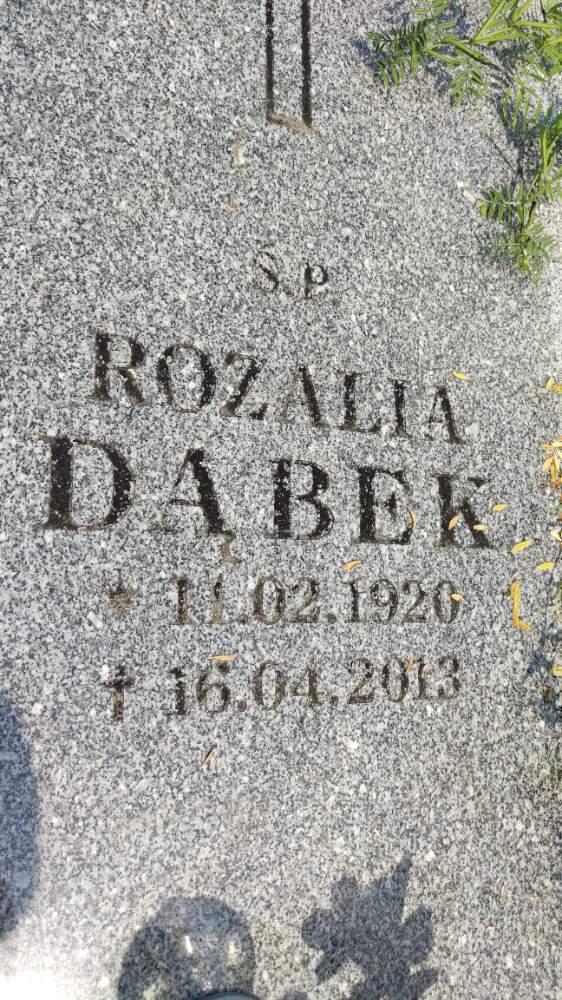 Ś.P
ROZALIA
DĄBEK
* 11.02.1920
† 16.04.2013